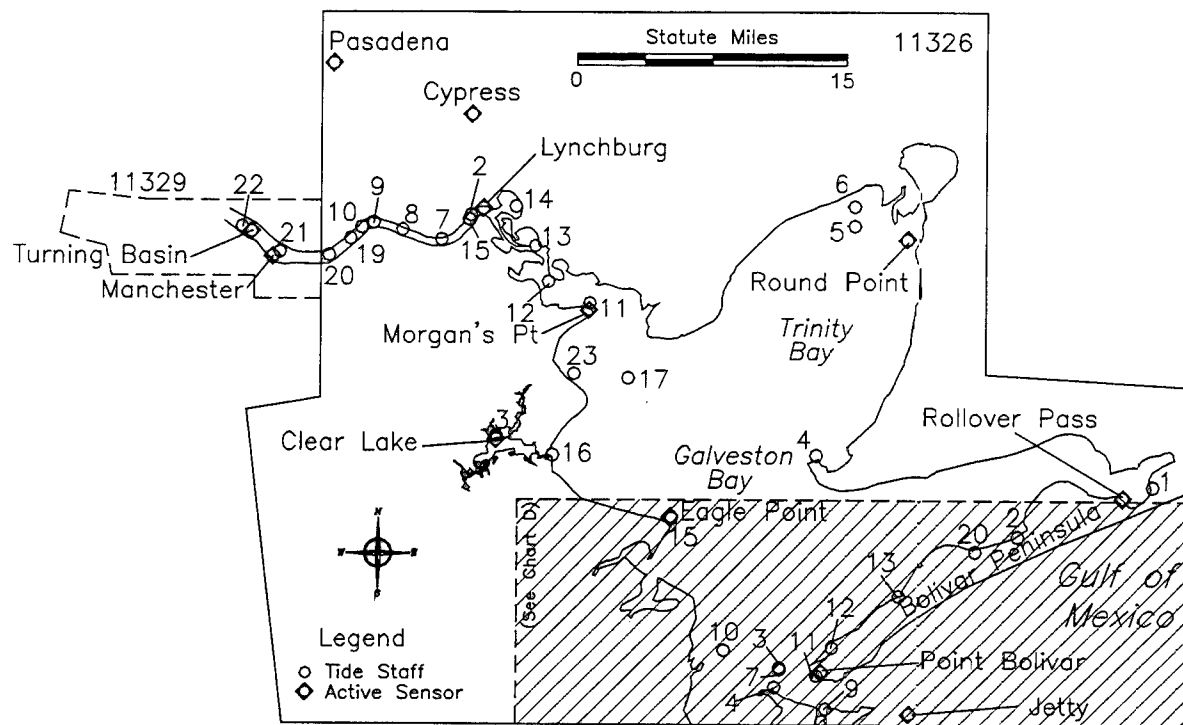 Pasadena
Statute Miles
11326
0
15
Cypress
Lynchburg
11329
22
9
2
14
6
10
8
7
5
21
15
13
Turning Basin
19
20
Manchester
12
11
Round Point
Morgan's Pt
Trinity
Bay
23
17
Rollover Pass
3
Clear Lake
16
4
Galveston
Bay
1
Eagle Point
15
(See Chart D)
20
2
Bolivar Peninsula
13
Gulf of
Mexico
N
W
E
S
12
Legend
10
3
11
Point Bolivar
Tide Staff
7
Active Sensor
4
9
8
Jetty